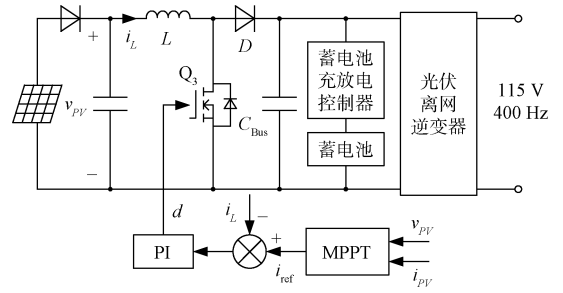 +
i_L
L
D
Q_3
v_PV
C_Bus
−
蓄电池
充放电
控制器
蓄电池
光伏
离网
逆变器
115 V
400 Hz
d
i_L
−
+
PI
i_ref
MPPT
v_PV
i_PV